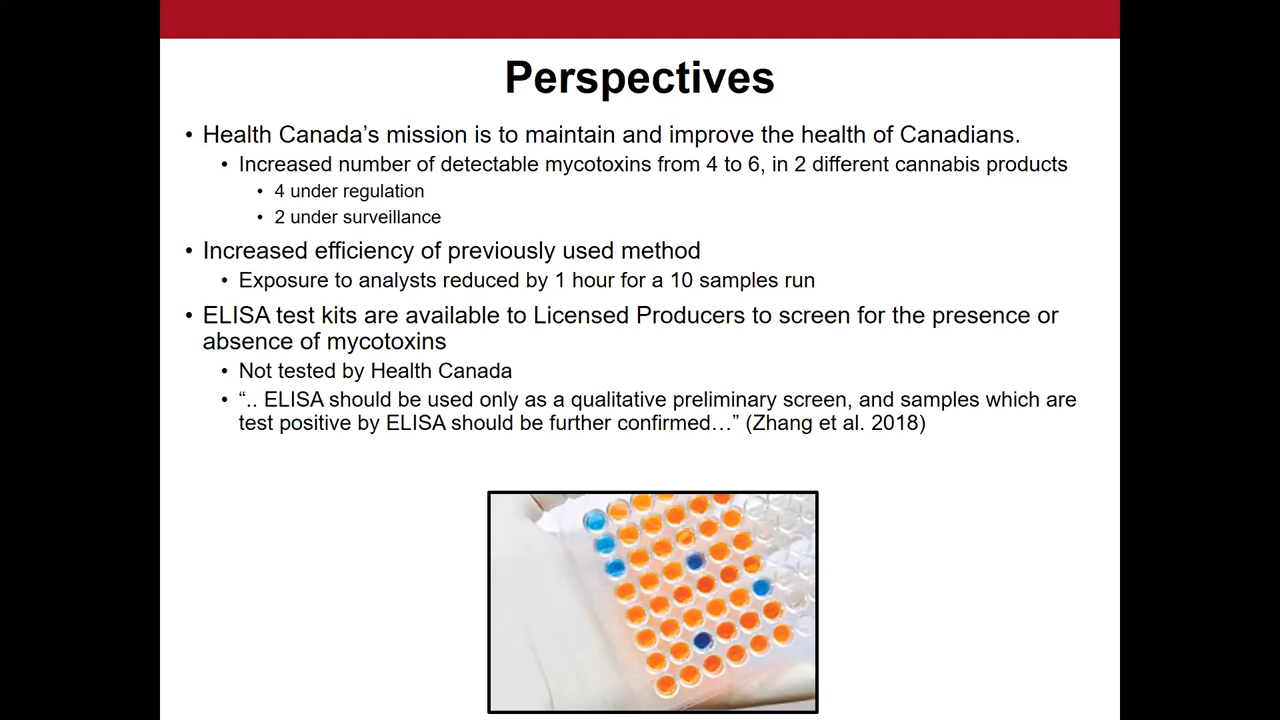 Perspectives
• Health Canada’s mission is to maintain and improve the health of Canadians.
• Increased number of detectable mycotoxins from 4 to 6, in 2 different cannabis products
• 4 under regulation
• 2 under surveillance
• Increased efficiency of previously used method
• Exposure to analysts reduced by 1 hour for a 10 samples run
• ELISA test kits are available to Licensed Producers to screen for the presence or
absence of mycotoxins
• Not tested by Health Canada
• “.. ELISA should be used only as a qualitative preliminary screen, and samples which are
test positive by ELISA should be further confirmed…” (Zhang et al. 2018)